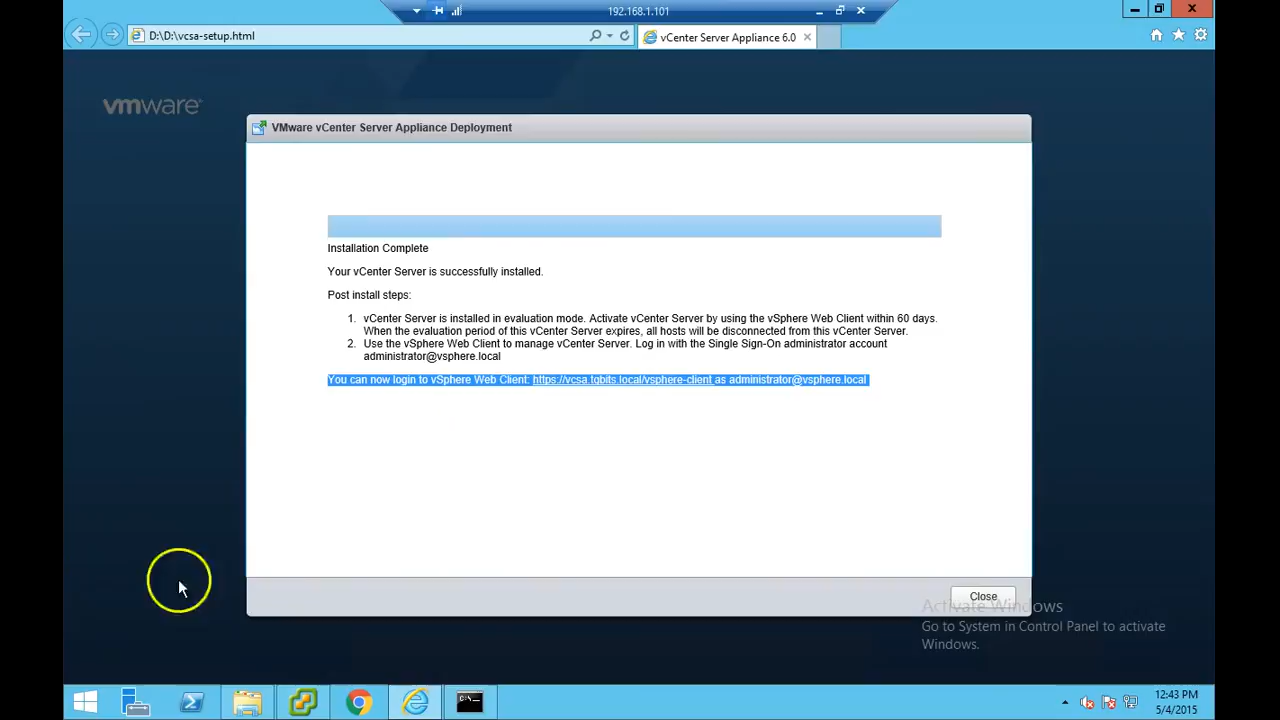 192.168.1.101
D:\D:\vcsa-setup.html
vCenter Server Appliance 6.0
vmware
VMware vCenter Server Appliance Deployment
Installation Complete
Your vCenter Server is successfully installed.
Post install steps:
1. vCenter Server is installed in evaluation mode. Activate vCenter Server by using the vSphere Web Client within 60 days.
When the evaluation period of this vCenter Server expires, all hosts will be disconnected from this vCenter Server.
2. Use the vSphere Web Client to manage vCenter Server. Log in with the Single Sign-On administrator account
administrator@vsphere.local
You can now login to vSphere Web Client: https://vcsa.tgbits.local/vsphere-client as administrator@vsphere.local
Close
Activate Windows
Go to System in Control Panel to activate
Windows.
12:43 PM
5/4/2015